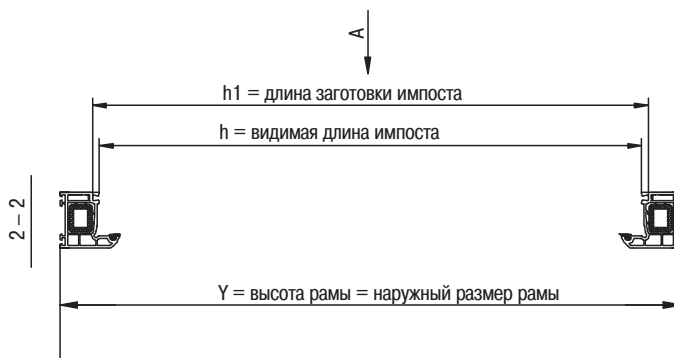 A
h1 = длина заготовки импоста
h = видимая длина импоста
2 – 2
Y = высота рамы = наружный размер рамы